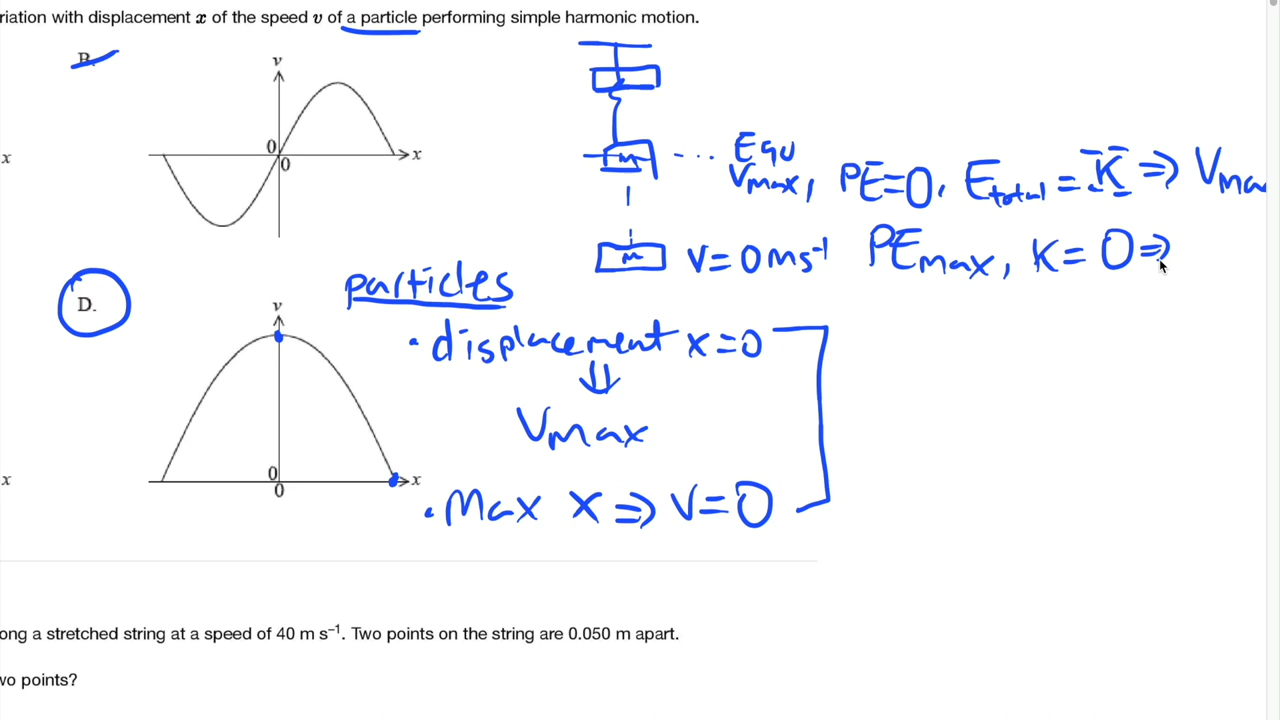 riation with displacement x of the speed v of a particle performing simple harmonic motion.
B.
v
0
0
x
x
m
... Equ
Vmax, PE=0, Etotal = K ⇒ Vma
m
V=0ms⁻¹ PEmax, K=0⇒
particles
D.
v
• displacement x=0
⇓
Vmax
0
0
x
x
• Max x ⇒ V=0
ong a stretched string at a speed of 40 m s⁻¹. Two points on the string are 0.050 m apart.
wo points?